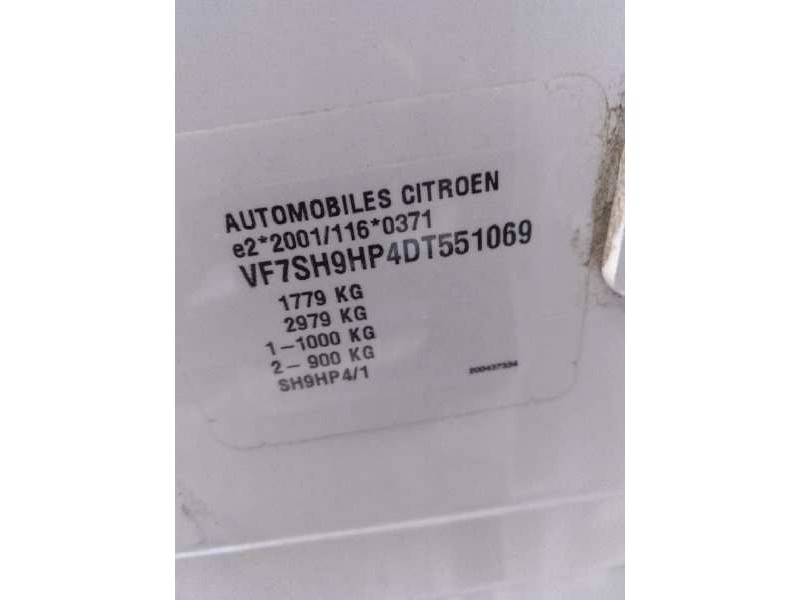 AUTOMOBILES CITROEN
e2*2001/116*0371
VF7SH9HP4DT551069
1779 KG
2979 KG
1-1000 KG
2- 900 KG
SH9HP4/1
200437334